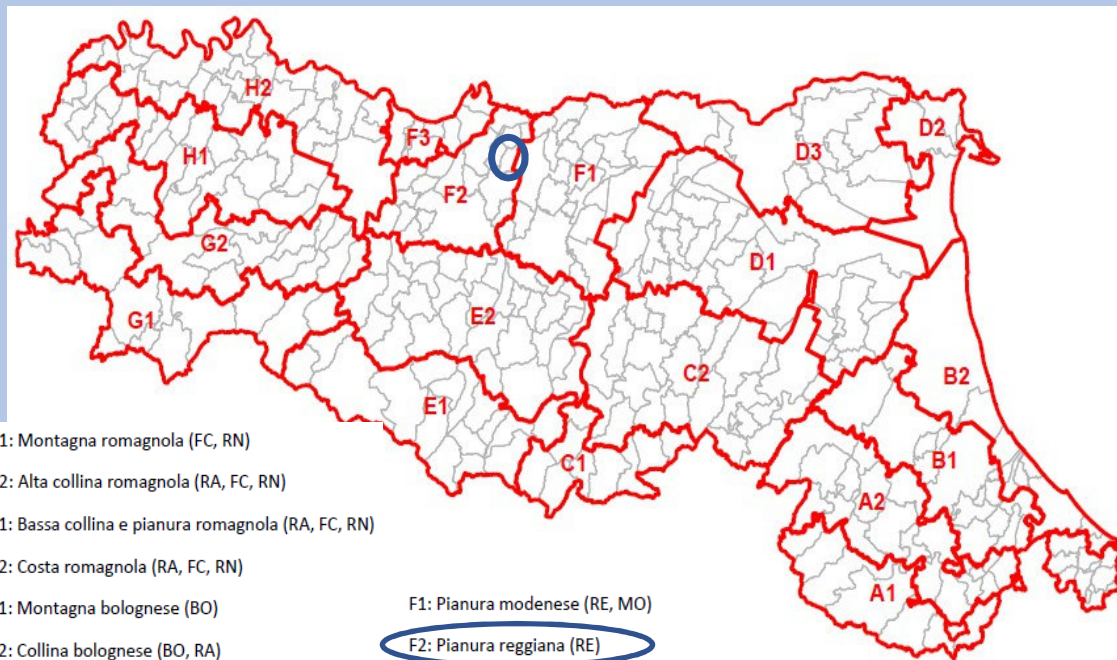 H2
D2
F3
D3
H1
F1
F2
G2
D1
E2
G1
C2
B2
E1
C1
B1
A2
A1
1: Montagna romagnola (FC, RN)
2: Alta collina romagnola (RA, FC, RN)
1: Bassa collina e pianura romagnola (RA, FC, RN)
2: Costa romagnola (RA, FC, RN)
1: Montagna bolognese (BO)
2: Collina bolognese (BO, RA)
F1: Pianura modenese (RE, MO)
F2: Pianura reggiana (RE)